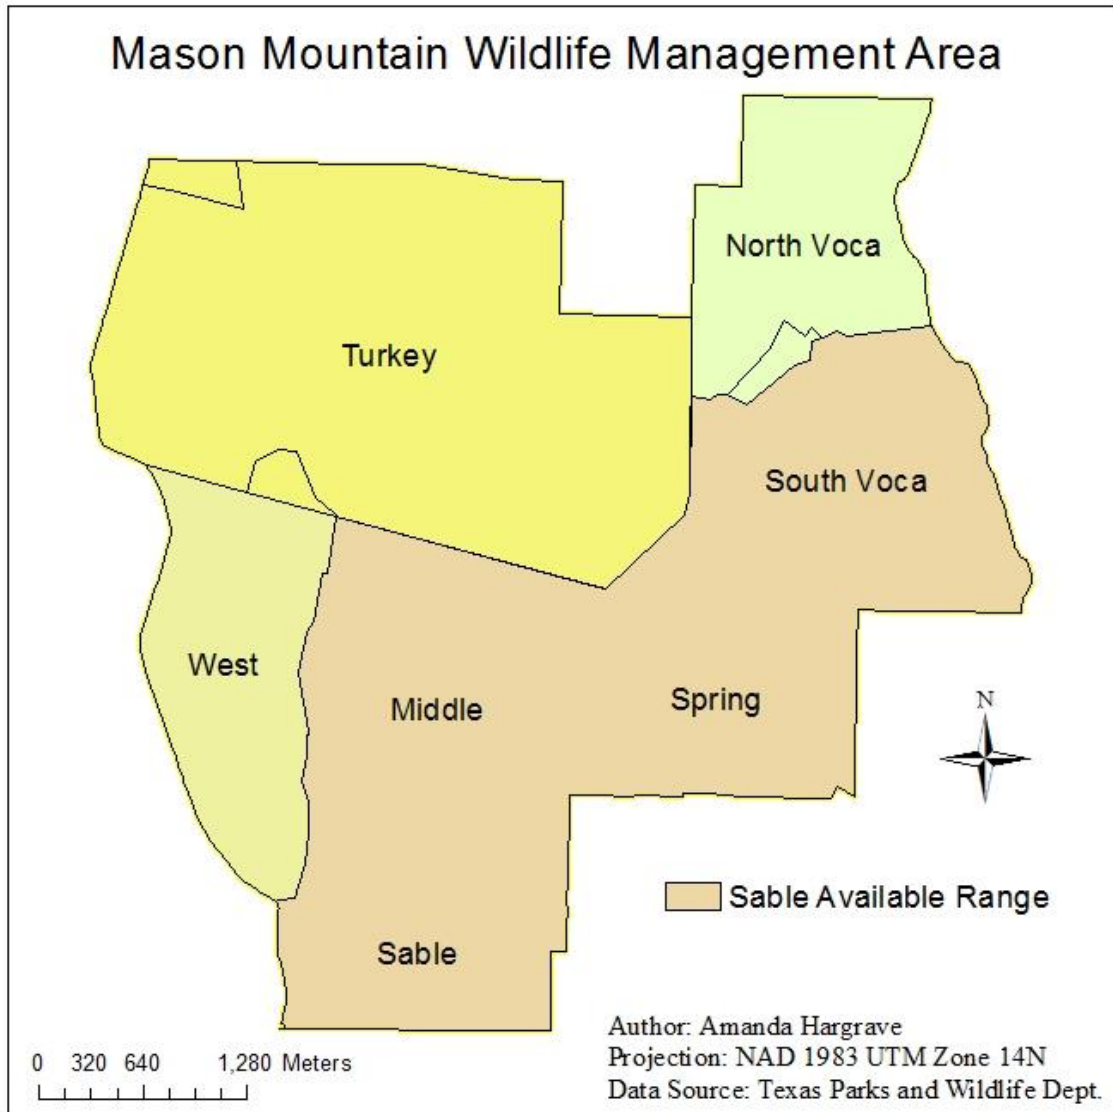 Mason Mountain Wildlife Management Area
North Voca
Turkey
South Voca
West
Middle
Spring
N
Sable Available Range
Sable
Author: Amanda Hargrave
Projection: NAD 1983 UTM Zone 14N
Data Source: Texas Parks and Wildlife Dept.
0 320 640 1,280 Meters